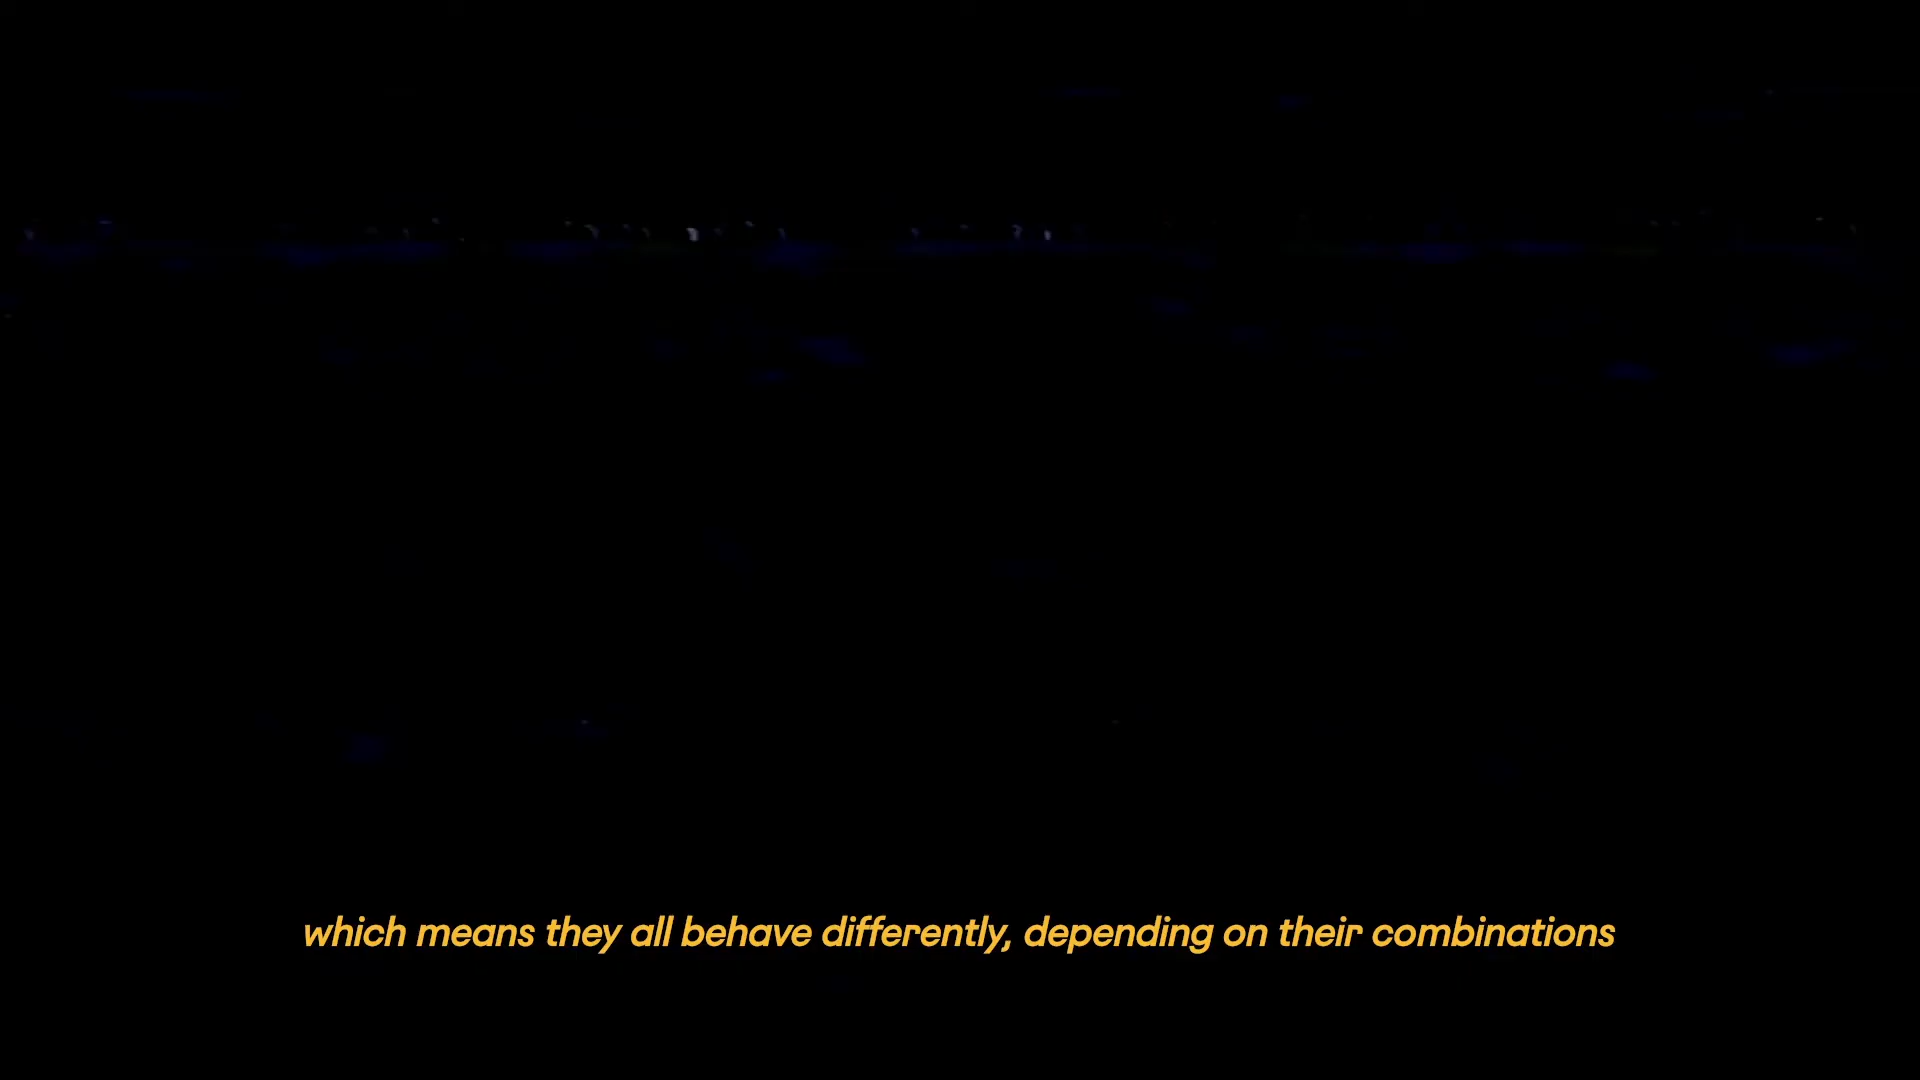 which means they all behave differently, depending on their combinations